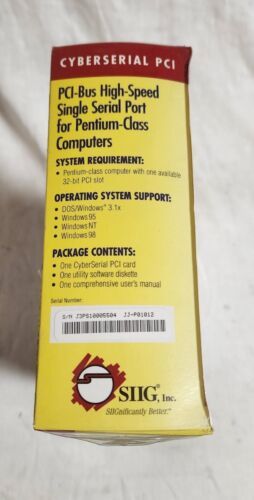 CYBERSERIAL PCI
PCI-Bus High-Speed
Single Serial Port
for Pentium-Class
Computers
SYSTEM REQUIREMENT:
• Pentium-class computer with one available
32-bit PCI slot
OPERATING SYSTEM SUPPORT:
• DOS/Windows® 3.1x
• Windows 95
• Windows NT
• Windows 98
PACKAGE CONTENTS:
• One CyberSerial PCI card
• One utility software diskette
• One comprehensive user's manual
Serial Number:
S/N J3PS10005504 JJ-P01012
SIIG, Inc.
SIIGnificantly Better.®